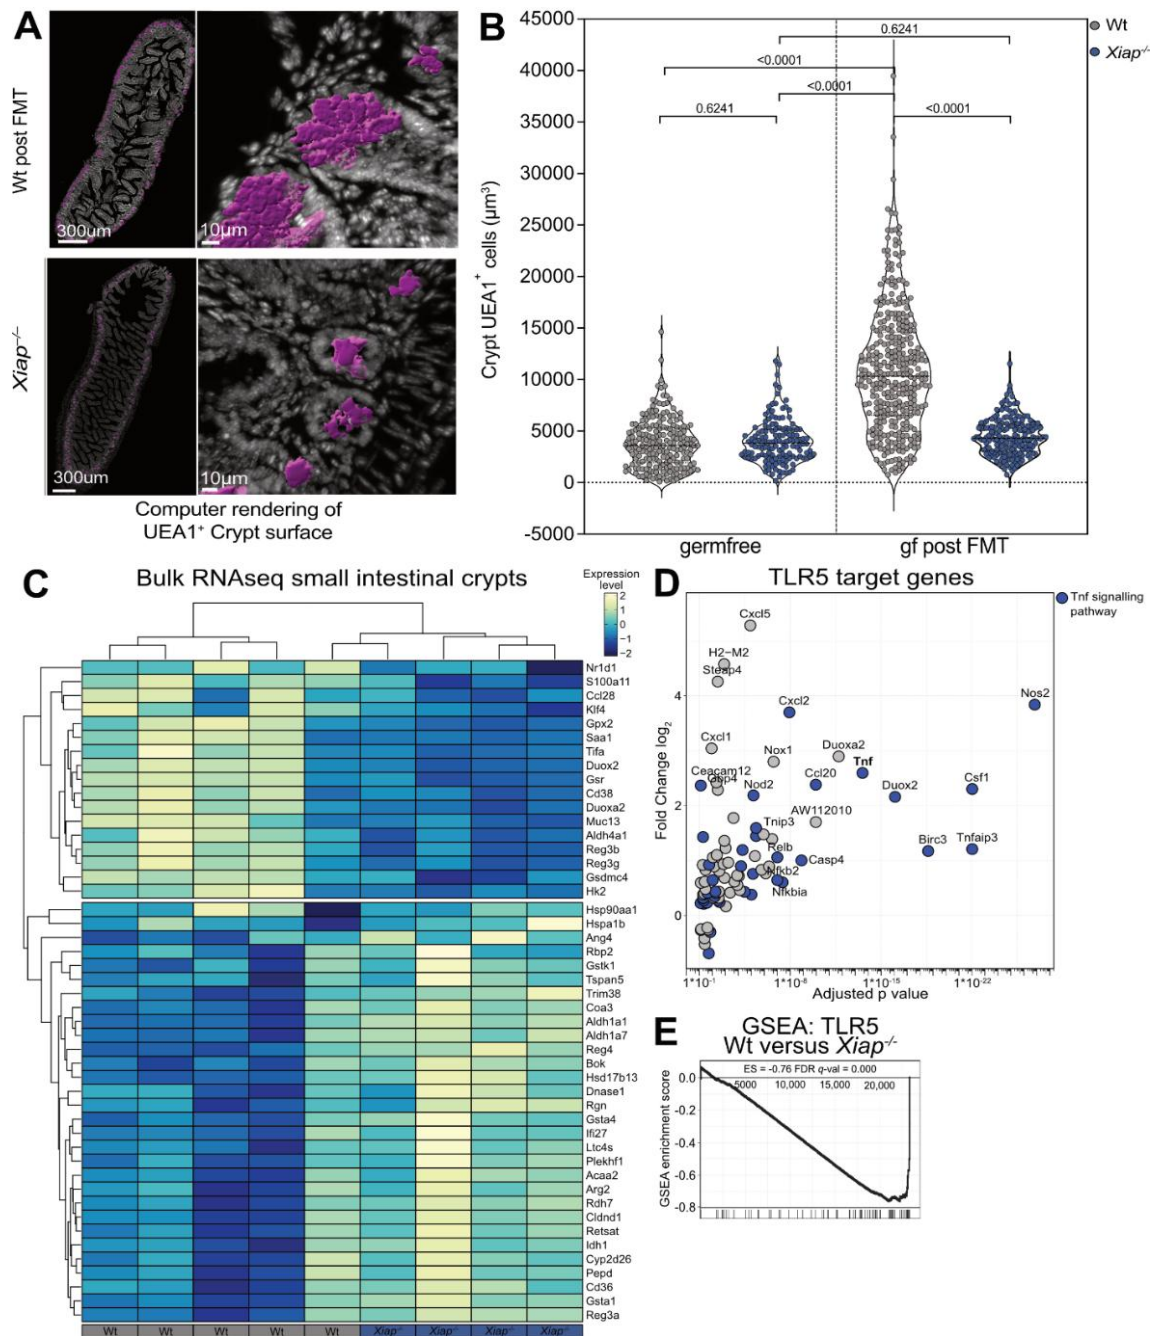 A
Wt post FMT
300um
10µm
Xiap-/-
300um
10µm
Computer rendering of
UEA1+ Crypt surface
B
Wt
Xiap-/-
Crypt UEA1+ cells (µm3)
45000
40000
35000
30000
25000
20000
15000
10000
5000
0
-5000
0.6241
<0.0001
<0.0001
0.6241
<0.0001
germfree
gf post FMT
C
Bulk RNAseq small intestinal crypts
Expression
level
2
1
0
−1
−2
Nr1d1
S100a11
Ccl28
Klf4
Gpx2
Saa1
Tifa
Duox2
Gsr
Cd38
Duoxa2
Muc13
Aldh4a1
Reg3b
Reg3g
Gsdmc4
Hk2
Hsp90aa1
Hspa1b
Ang4
Rbp2
Gstk1
Tspan5
Trim38
Coa3
Aldh1a1
Aldh1a7
Reg4
Bok
Hsd17b13
Dnase1
Rgn
Gsta4
Ifi27
Ltc4s
Plekhf1
Acaa2
Arg2
Rdh7
Cldnd1
Retsat
Idh1
Cyp2d26
Pepd
Cd36
Gsta1
Reg3a
Wt Wt Wt Wt Wt Xiap-/- Xiap-/- Xiap-/- Xiap-/-
D
TLR5 target genes
Tnf signalling
pathway
Fold Change log2
4
2
0
Cxcl5
H2−M2
Steap4
Nos2
Cxcl2
Cxcl1
Nox1
Duoxa2
Tnf
Ceacam12
Gbp4
Nod2
Ccl20
Duox2
Csf1
AW112010
Tnip3
Relb
Casp4
Birc3
Tnfaip3
Nfkb2
Nfkbia
1*10-1
1*10-8
1*10-15
1*10-22
Adjusted p value
E
GSEA: TLR5
Wt versus Xiap-/-
ES = -0.76 FDR q-val = 0.000
5000 10,000 15,000 20,000
GSEA enrichment score
0.0
-0.2
-0.4
-0.6
-0.8